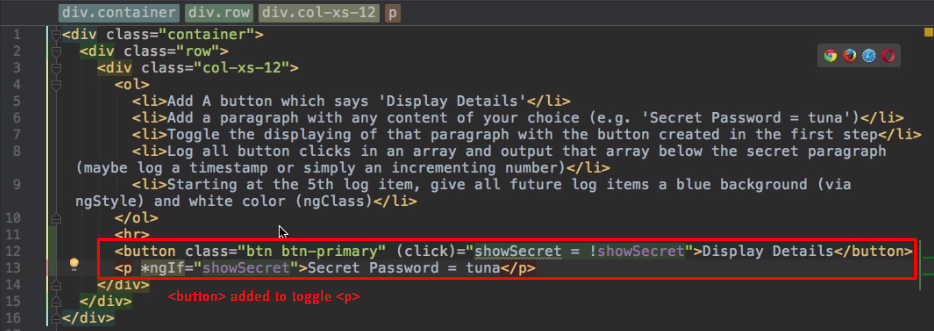 div.container div.row div.col-xs-12 p
1 <div class="container">
2 <div class="row">
3 <div class="col-xs-12">
4 <ol>
5 <li>Add A button which says 'Display Details'</li>
6 <li>Add a paragraph with any content of your choice (e.g. 'Secret Password = tuna')</li>
7 <li>Toggle the displaying of that paragraph with the button created in the first step</li>
8 <li>Log all button clicks in an array and output that array below the secret paragraph
(maybe log a timestamp or simply an incrementing number)</li>
9 <li>Starting at the 5th log item, give all future log items a blue background (via
ngStyle) and white color (ngClass)</li>
10 </ol>
11 <hr>
12 <button class="btn btn-primary" (click)="showSecret = !showSecret">Display Details</button>
13 <p *ngIf="showSecret">Secret Password = tuna</p>
14 </div>
<button> added to toggle <p>
15 </div>
16 </div>